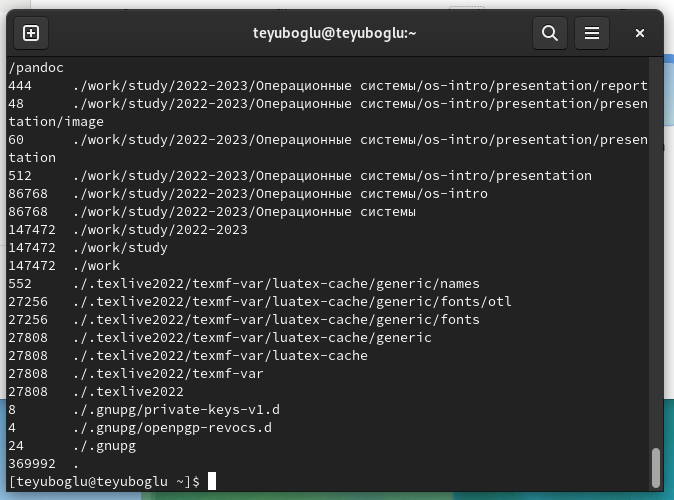 teyuboglu@teyuboglu:~
/pandoc
444     ./work/study/2022-2023/Операционные системы/os-intro/presentation/report
48      ./work/study/2022-2023/Операционные системы/os-intro/presentation/presen
tation/image
60      ./work/study/2022-2023/Операционные системы/os-intro/presentation/presen
tation
512     ./work/study/2022-2023/Операционные системы/os-intro/presentation
86768   ./work/study/2022-2023/Операционные системы/os-intro
86768   ./work/study/2022-2023/Операционные системы
147472  ./work/study/2022-2023
147472  ./work/study
147472  ./work
552     ./.texlive2022/texmf-var/luatex-cache/generic/names
27256   ./.texlive2022/texmf-var/luatex-cache/generic/fonts/otl
27256   ./.texlive2022/texmf-var/luatex-cache/generic/fonts
27808   ./.texlive2022/texmf-var/luatex-cache/generic
27808   ./.texlive2022/texmf-var/luatex-cache
27808   ./.texlive2022/texmf-var
27808   ./.texlive2022
8       ./.gnupg/private-keys-v1.d
4       ./.gnupg/openpgp-revocs.d
24      ./.gnupg
369992  .
[teyuboglu@teyuboglu ~]$